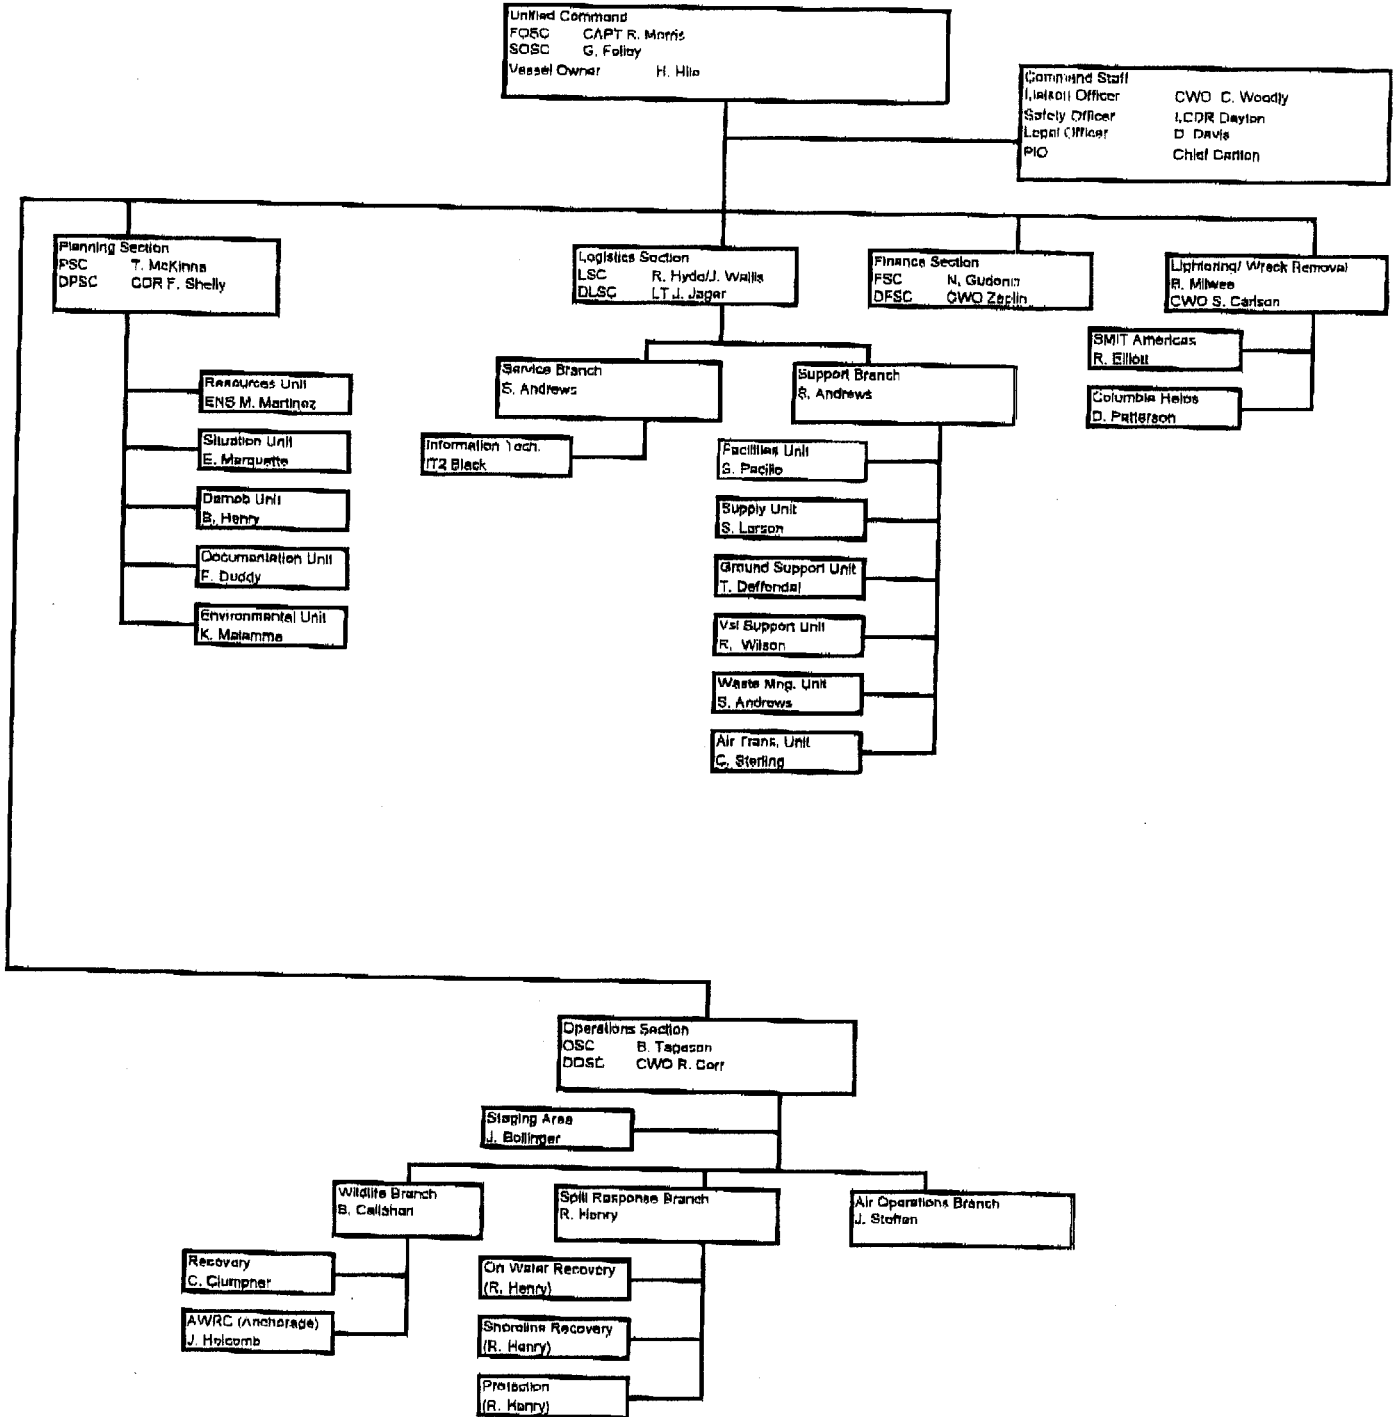 Unified Command
FOSC CAPT R. Morris
SOSC G. Folley
Vessel Owner H. Hile
Command Staff
Liaison Officer CWO C. Woodly
Safety Officer LCDR Dayton
Legal Officer D. Davis
PIO Chief Carlton
Planning Section
PSC T. McKinna
DPSC CDR F. Shelly
Logistics Section
LSC R. Hyde/J. Wallis
DLSC LT J. Jager
Finance Section
FSC N.
DFSC CWO Zeplin
Lightering/ Wreck Removal
B. Milwee
CWO S. Carlson
SMIT Americas
R. Elliott
Columbia Helos
D. Patterson
Service Branch
S. Andrews
Support Branch
S. Andrews
Resources Unit
ENS M. Martinez
Situation Unit
E. Marquette
Demob Unit
B. Henry
Documentation Unit
F. Duddy
Environmental Unit
K.
Information Tech.
IT2 Black
Facilities Unit
S.
Supply Unit
S. Larson
Ground Support Unit
T. Deffendal
Vsl Support Unit
R. Wilson
Waste Mng. Unit
S. Andrews
Air Trans. Unit
C. Sterling
Operations Section
OSC B. Tageson
DOSC CWO R. Corr
Staging Area
J. Bollinger
Wildlife Branch
B. Callahan
Spill Response Branch
R. Henry
Air Operations Branch
J. Steffen
Recovery
C. Clumpner
AWRC (Anchorage)
J. Holcomb
On Water Recovery
(R. Henry)
Shoreline Recovery
(R. Henry)
Protection
(R. Henry)